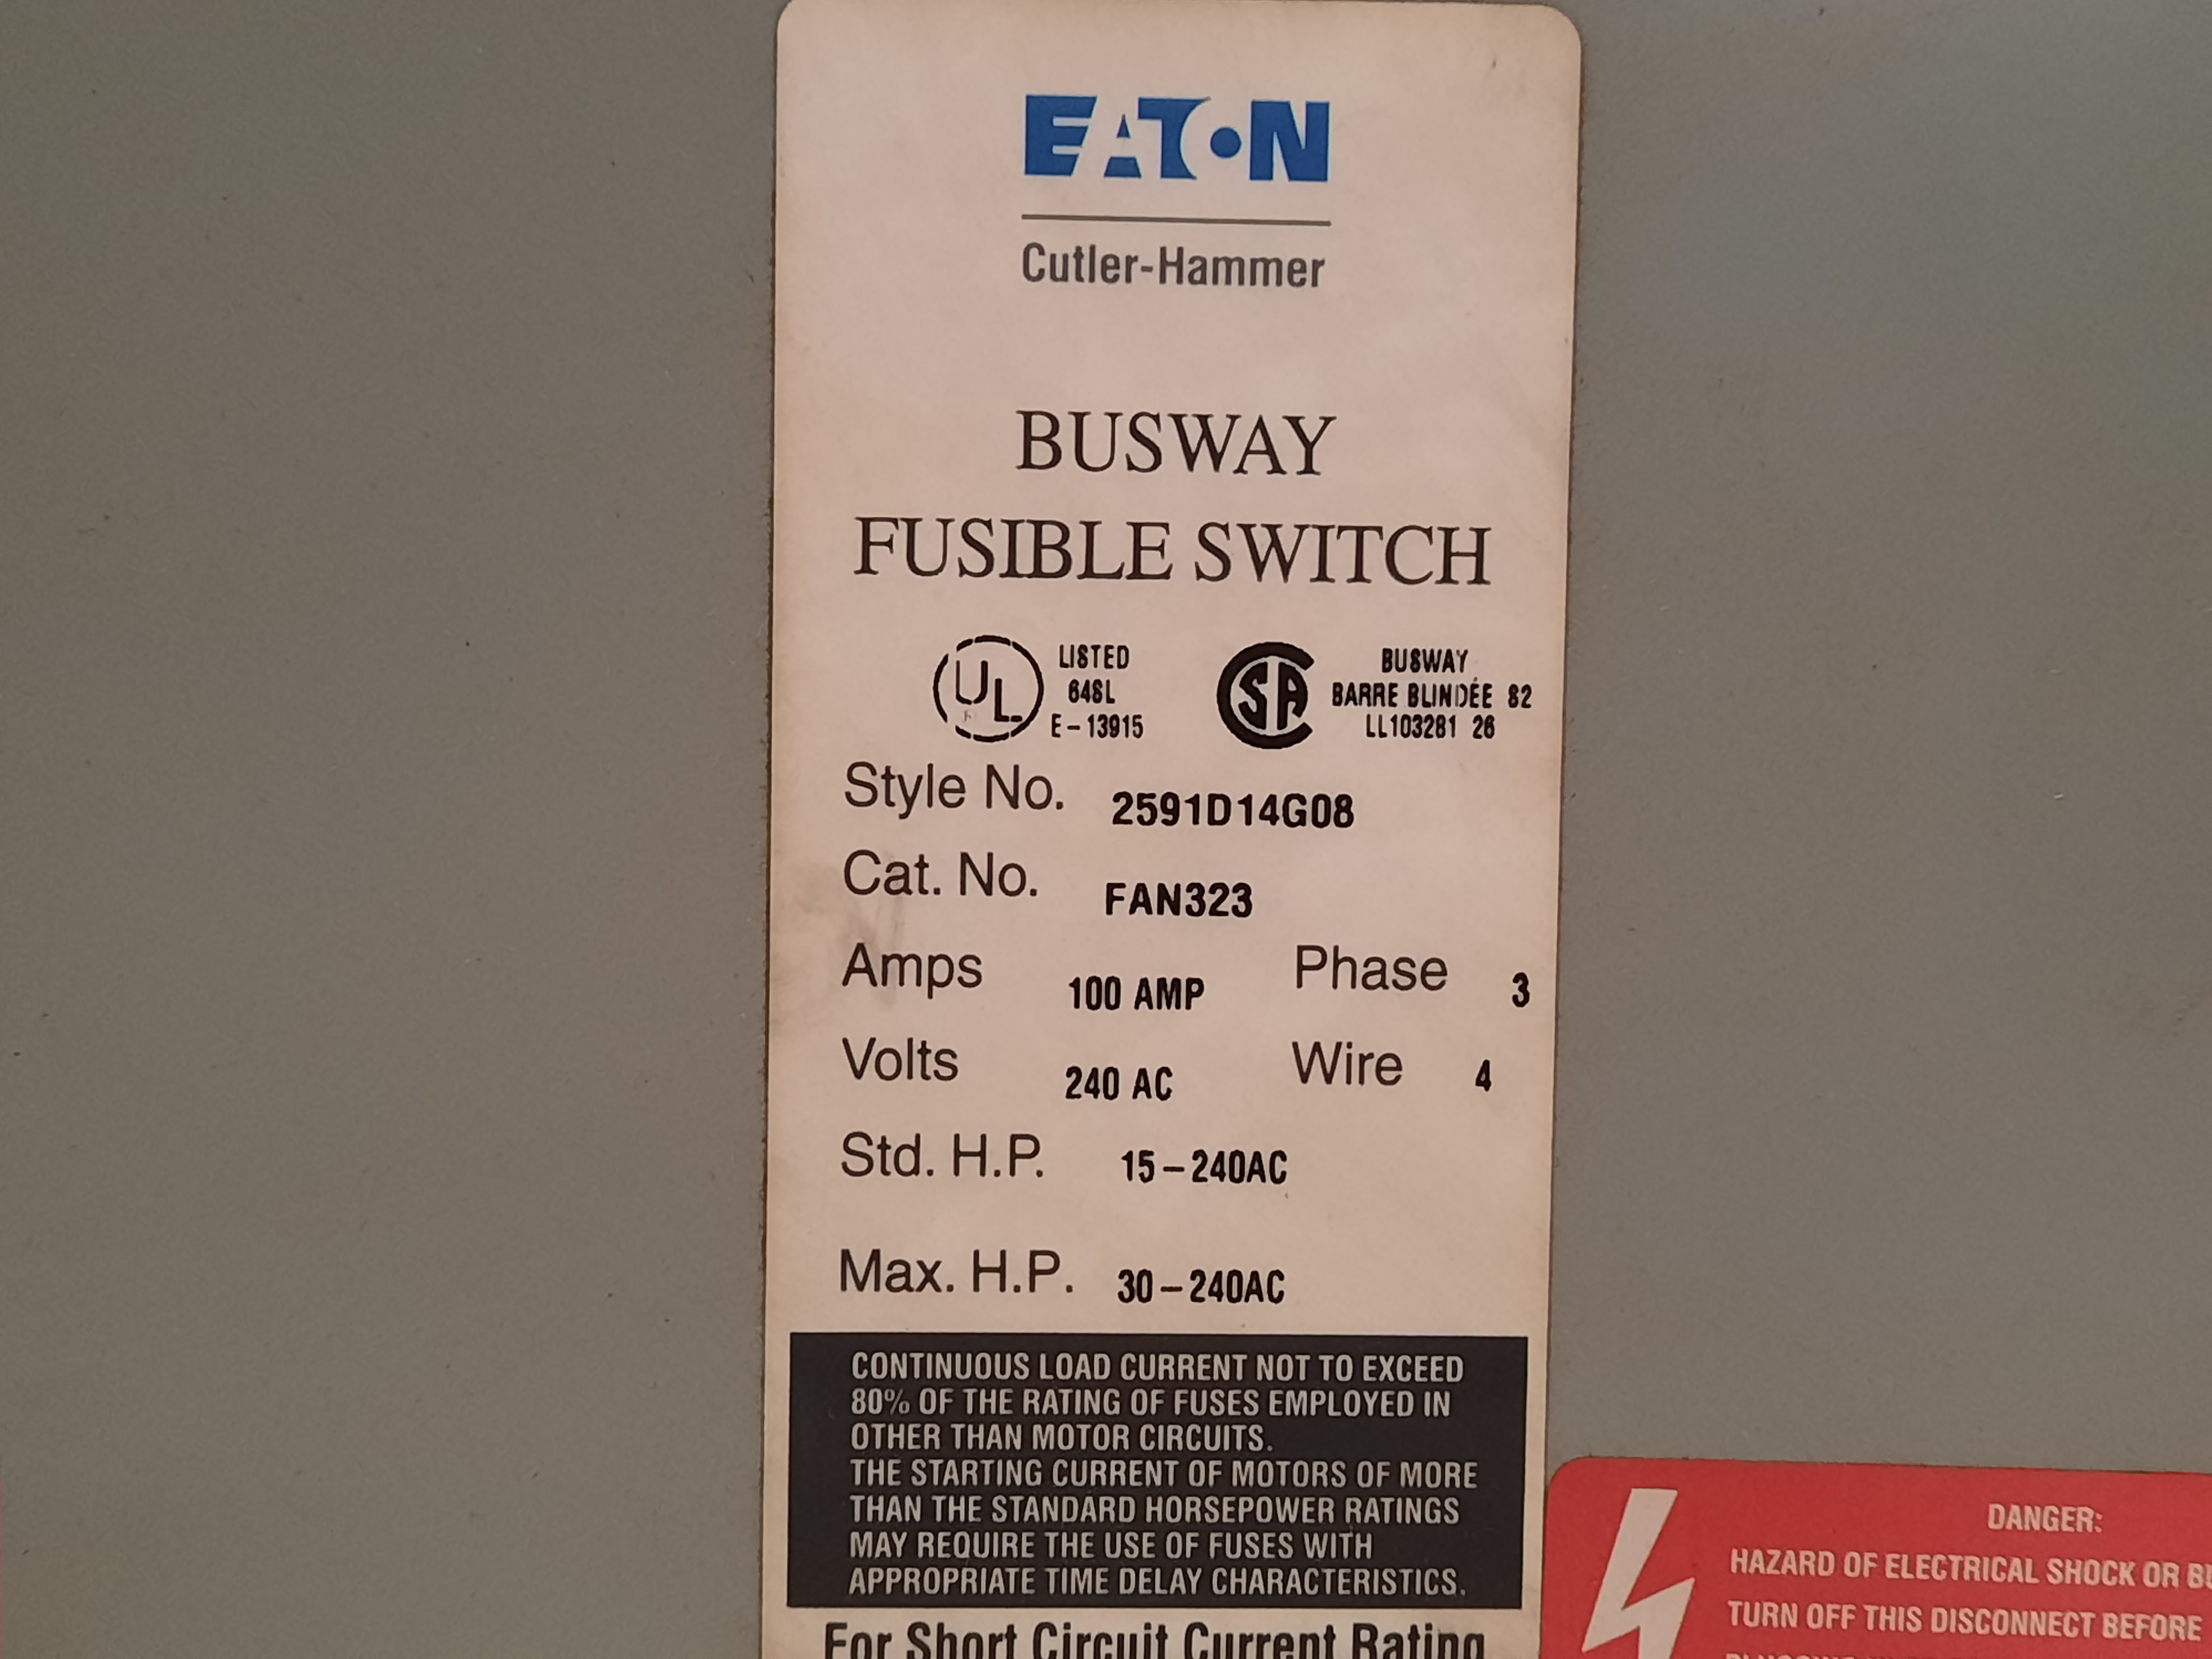 EATON
Cutler-Hammer
BUSWAY
FUSIBLE SWITCH
UL LISTED
64SL
E-13915
CSA BUSWAY
BARRE BLINDÉE 82
LL103281 26
Style No. 2591D14G08
Cat. No. FAN323
Amps 100 AMP Phase 3
Volts 240 AC Wire 4
Std. H.P. 15-240AC
Max. H.P. 30-240AC
CONTINUOUS LOAD CURRENT NOT TO EXCEED
80% OF THE RATING OF FUSES EMPLOYED IN
OTHER THAN MOTOR CIRCUITS.
THE STARTING CURRENT OF MOTORS OF MORE
THAN THE STANDARD HORSEPOWER RATINGS
MAY REQUIRE THE USE OF FUSES WITH
APPROPRIATE TIME DELAY CHARACTERISTICS.
For Short Circuit Current Rating
DANGER:
HAZARD OF ELECTRICAL SHOCK OR
TURN OFF THIS DISCONNECT BEFORE